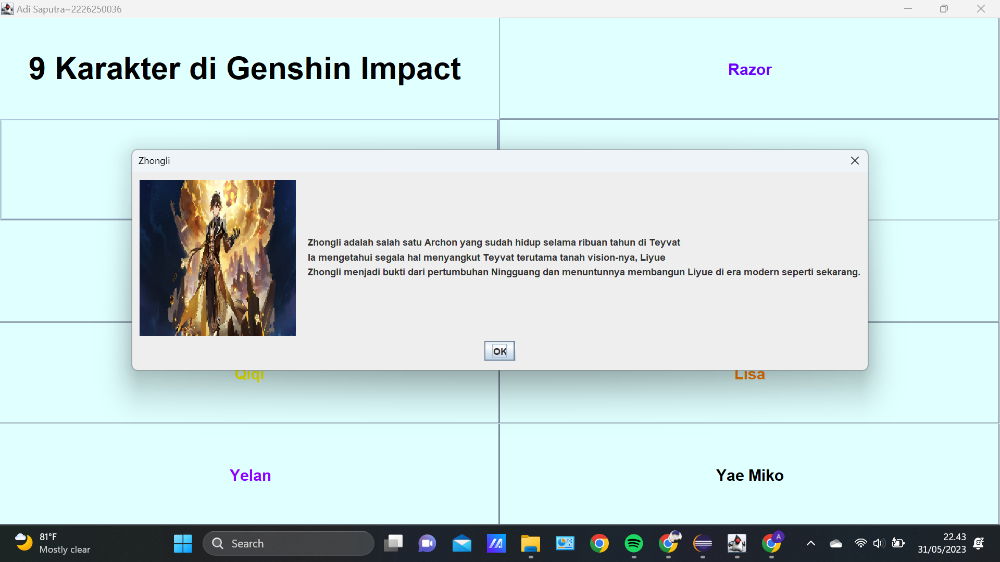 Adi Saputra~2226250036
9 Karakter di Genshin Impact
Razor
Zhongli
Zhongli adalah salah satu Archon yang sudah hidup selama ribuan tahun di Teyvat
Ia mengetahui segala hal menyangkut Teyvat terutama tanah vision-nya, Liyue
Zhongli menjadi bukti dari pertumbuhan Ningguang dan menuntunnya membangun Liyue di era modern seperti sekarang.
OK
Qiqi
Lisa
Yelan
Yae Miko
81°F
Mostly clear
Search
A
22.43
31/05/2023